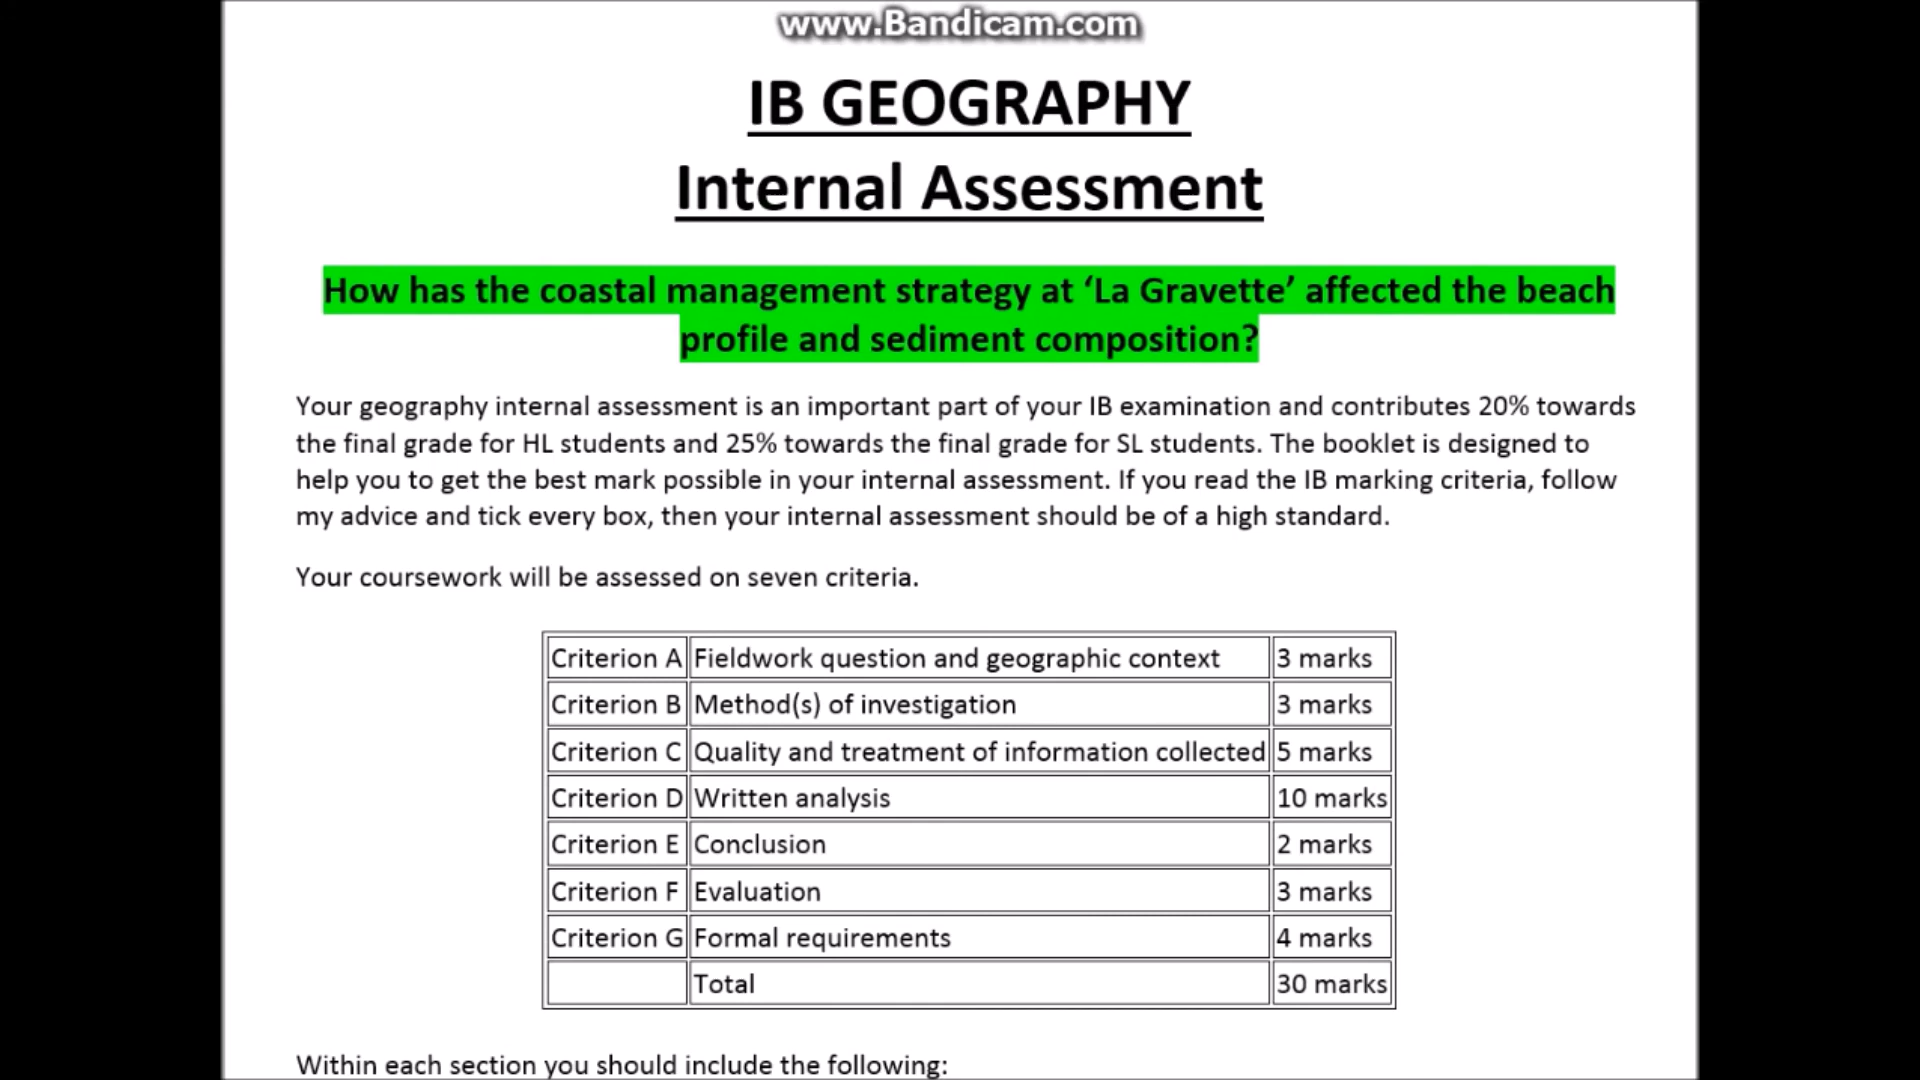 www.Bandicam.com
IB GEOGRAPHY
Internal Assessment
How has the coastal management strategy at ‘La Gravette’ affected the beach
profile and sediment composition?
Your geography internal assessment is an important part of your IB examination and contributes 20% towards
the final grade for HL students and 25% towards the final grade for SL students. The booklet is designed to
help you to get the best mark possible in your internal assessment. If you read the IB marking criteria, follow
my advice and tick every box, then your internal assessment should be of a high standard.
Your coursework will be assessed on seven criteria.
Criterion A Fieldwork question and geographic context 3 marks
Criterion B Method(s) of investigation 3 marks
Criterion C Quality and treatment of information collected 5 marks
Criterion D Written analysis 10 marks
Criterion E Conclusion 2 marks
Criterion F Evaluation 3 marks
Criterion G Formal requirements 4 marks
Total 30 marks
Within each section you should include the following: